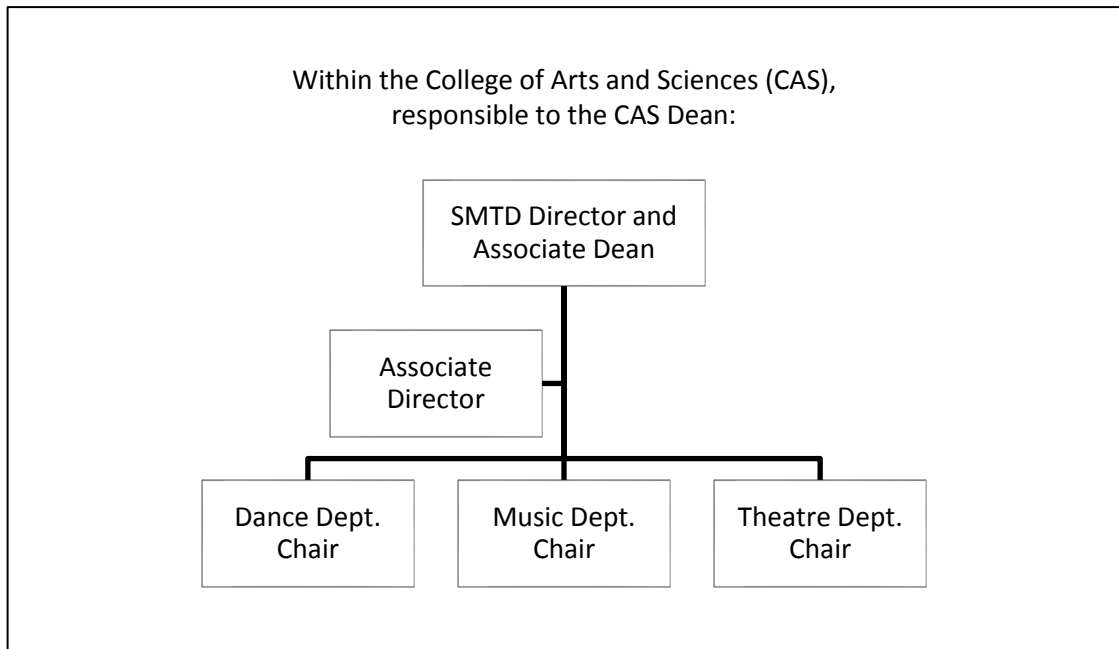 Within the College of Arts and Sciences (CAS),
responsible to the CAS Dean:
SMTD Director and
Associate Dean
Associate
Director
Dance Dept.
Chair
Music Dept.
Chair
Theatre Dept.
Chair